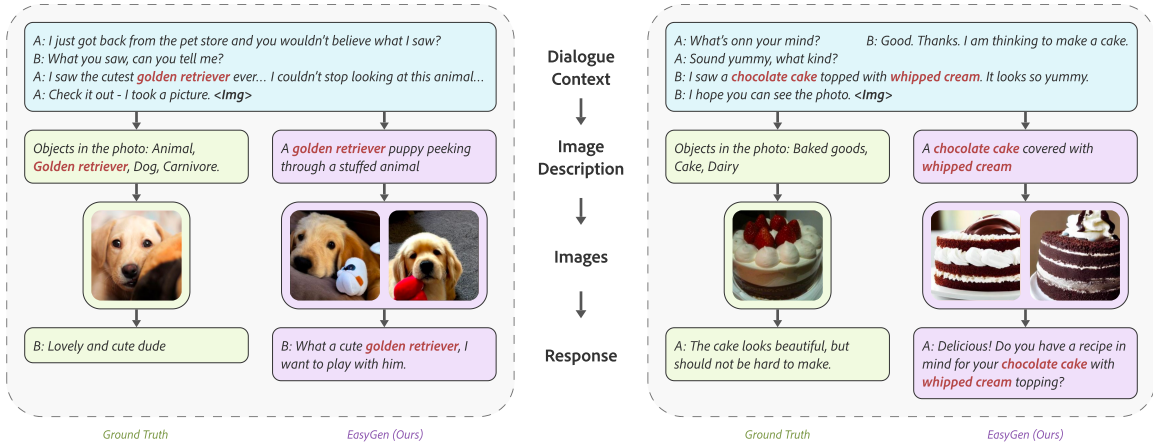 A: I just got back from the pet store and you wouldn't believe what I saw?
B: What you saw, can you tell me?
A: I saw the cutest golden retriever ever... I couldn't stop looking at this animal...
A: Check it out - I took a picture. <Img>
Objects in the photo: Animal,
Golden retriever, Dog, Carnivore.
A golden retriever puppy peeking
through a stuffed animal
B: Lovely and cute dude
B: What a cute golden retriever, I
want to play with him.
Ground Truth
EasyGen (Ours)
Dialogue
Context
Image
Description
Images
Response
A: What's onn your mind? B: Good. Thanks. I am thinking to make a cake.
A: Sound yummy, what kind?
B: I saw a chocolate cake topped with whipped cream. It looks so yummy.
B: I hope you can see the photo. <Img>
Objects in the photo: Baked goods,
Cake, Dairy
A chocolate cake covered with
whipped cream
A: The cake looks beautiful, but
should not be hard to make.
A: Delicious! Do you have a recipe in
mind for your chocolate cake with
whipped cream topping?
Ground Truth
EasyGen (Ours)